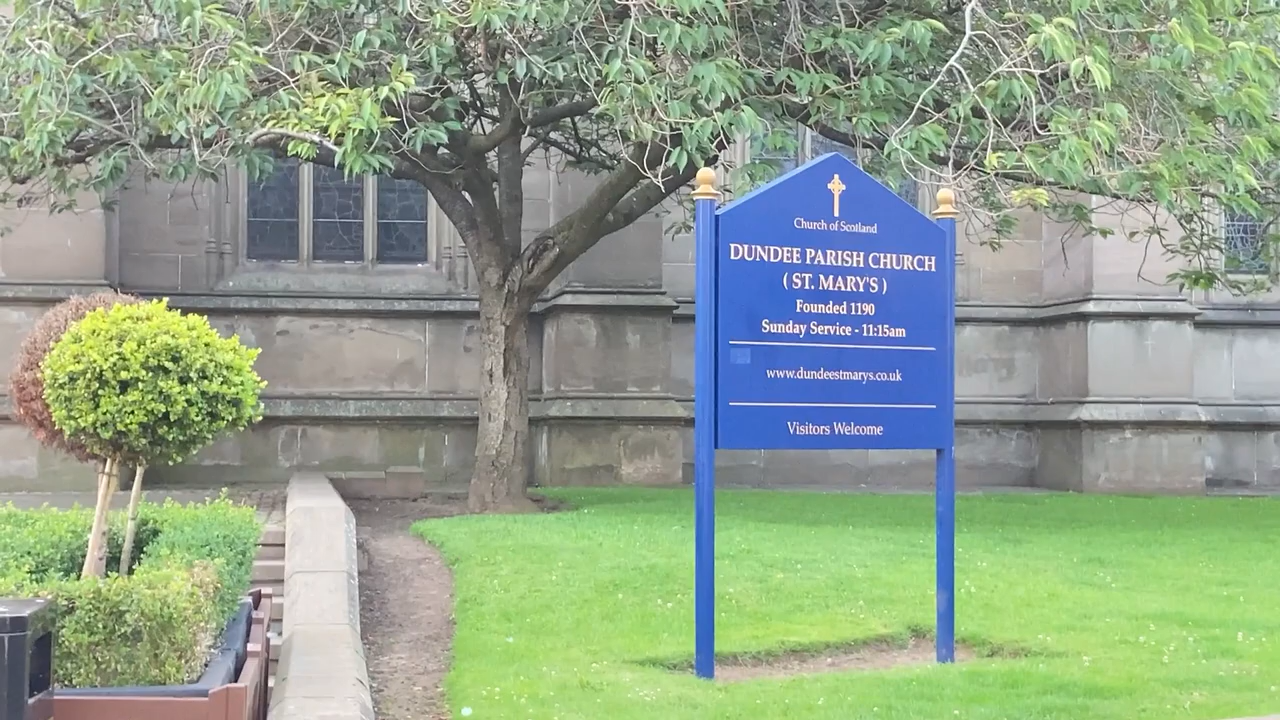 Church of Scotland
DUNDEE PARISH CHURCH
( ST. MARY'S )
Founded 1190
Sunday Service - 11:15am
www.dundeestmarys.co.uk
Visitors Welcome